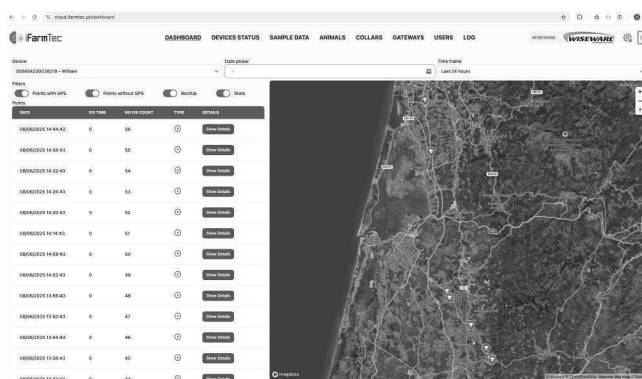 cloud.ifarmtec.pt/dashboard
iFarmTec
DASHBOARD DEVICES STATUS SAMPLE DATA ANIMALS COLLARS GATEWAYS USERS LOG
WISEWARE WISEWARE
Device Date picker Time frame
359404230038219 - William - Last 24 hours
Filters
Points with GPS Points without GPS BootUp Stats
Points
DATE FIX TIME NO FIX COUNT TYPE DETAILS
08/06/2025 14:44:42 0 56 Show Details
08/06/2025 14:38:43 0 55 Show Details
08/06/2025 14:32:43 0 54 Show Details
08/06/2025 14:26:43 0 53 Show Details
08/06/2025 14:20:43 0 52 Show Details
08/06/2025 14:14:43 0 51 Show Details
08/06/2025 14:08:43 0 50 Show Details
08/06/2025 14:02:43 0 49 Show Details
08/06/2025 13:56:43 0 48 Show Details
08/06/2025 13:50:43 0 47 Show Details
08/06/2025 13:44:44 0 46 Show Details
08/06/2025 13:38:43 0 45 Show Details
mapbox